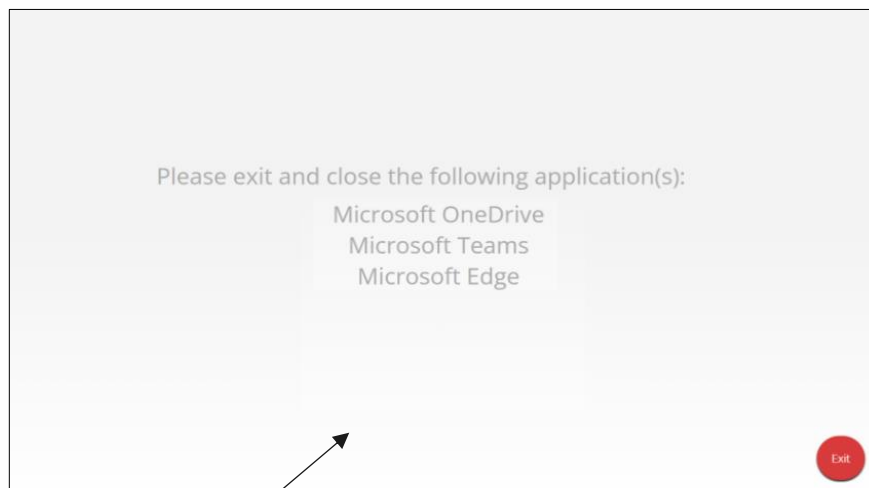 Please exit and close the following application(s):
Microsoft OneDrive
Microsoft Teams
Microsoft Edge
Exit